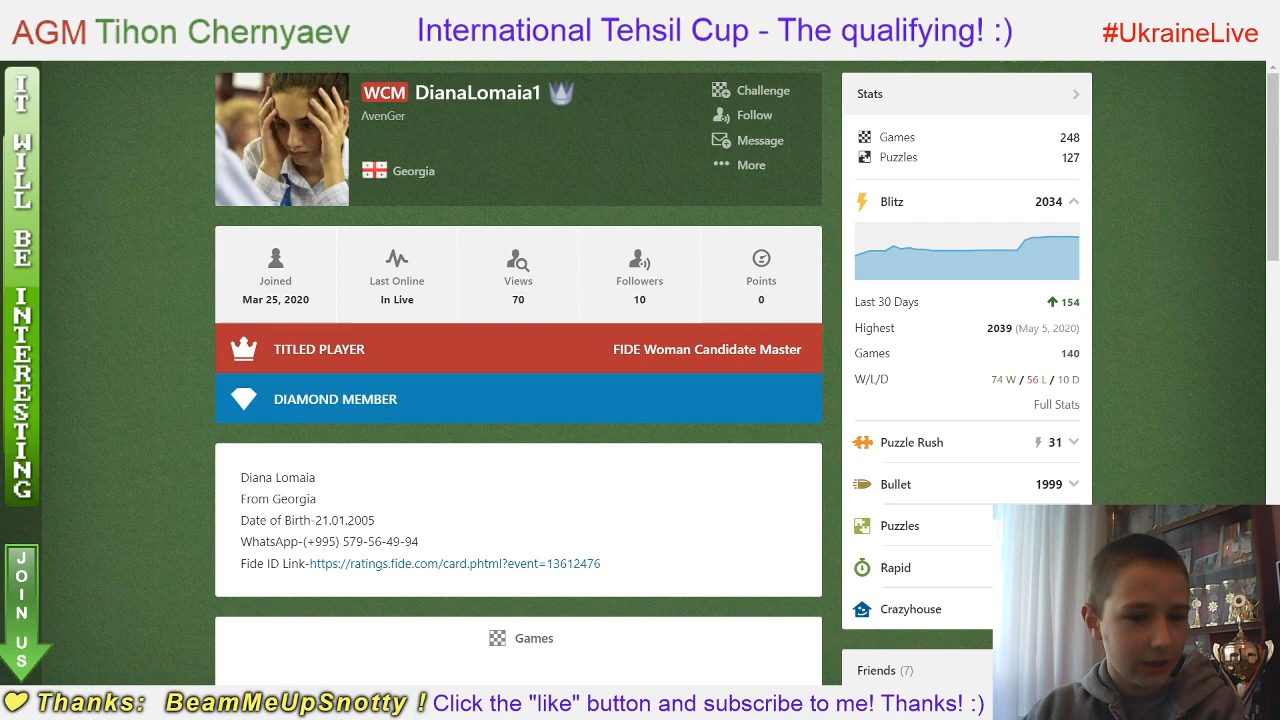 AGM Tihon Chernyaev
International Tehsil Cup - The qualifying! :)
#UkraineLive
IT WILL BE INTERESTING
JOIN US
WCM DianaLomaia1
AvenGer
Georgia
Challenge
Follow
Message
More
Joined
Mar 25, 2020
Last Online
In Live
Views
70
Followers
10
Points
0
TITLED PLAYER FIDE Woman Candidate Master
DIAMOND MEMBER
Diana Lomaia
From Georgia
Date of Birth-21.01.2005
WhatsApp-(+995) 579-56-49-94
Fide ID Link-https://ratings.fide.com/card.phtml?event=13612476
Games
Stats
Games 248
Puzzles 127
Blitz 2034
Last 30 Days 154
Highest 2039 (May 5, 2020)
Games 140
W/L/D 74 W / 56 L / 10 D
Full Stats
Puzzle Rush 31
Bullet 1999
Puzzles
Rapid
Crazyhouse
Friends (7)
Thanks: BeamMeUpSnotty !
Click the "like" button and subscribe to me! Thanks! :)